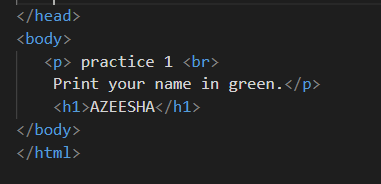 </head>
<body>
<p> practice 1 <br>
Print your name in green.</p>
<h1>AZEESHA</h1>
</body>
</html>